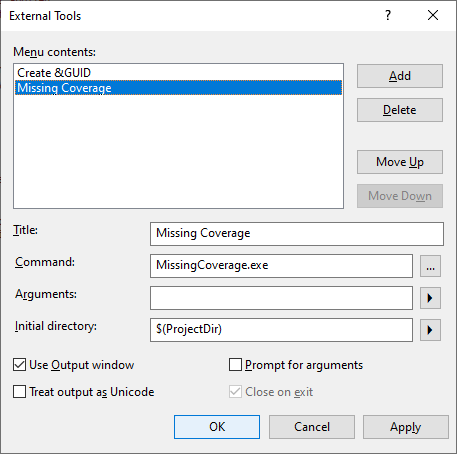 External Tools
?
Menu contents:
Create &GUID
Missing Coverage
Add
Delete
Move Up
Move Down
Title:
Missing Coverage
Command:
MissingCoverage.exe
...
Arguments:
Initial directory:
$(ProjectDir)
Use Output window
Prompt for arguments
Treat output as Unicode
Close on exit
OK
Cancel
Apply